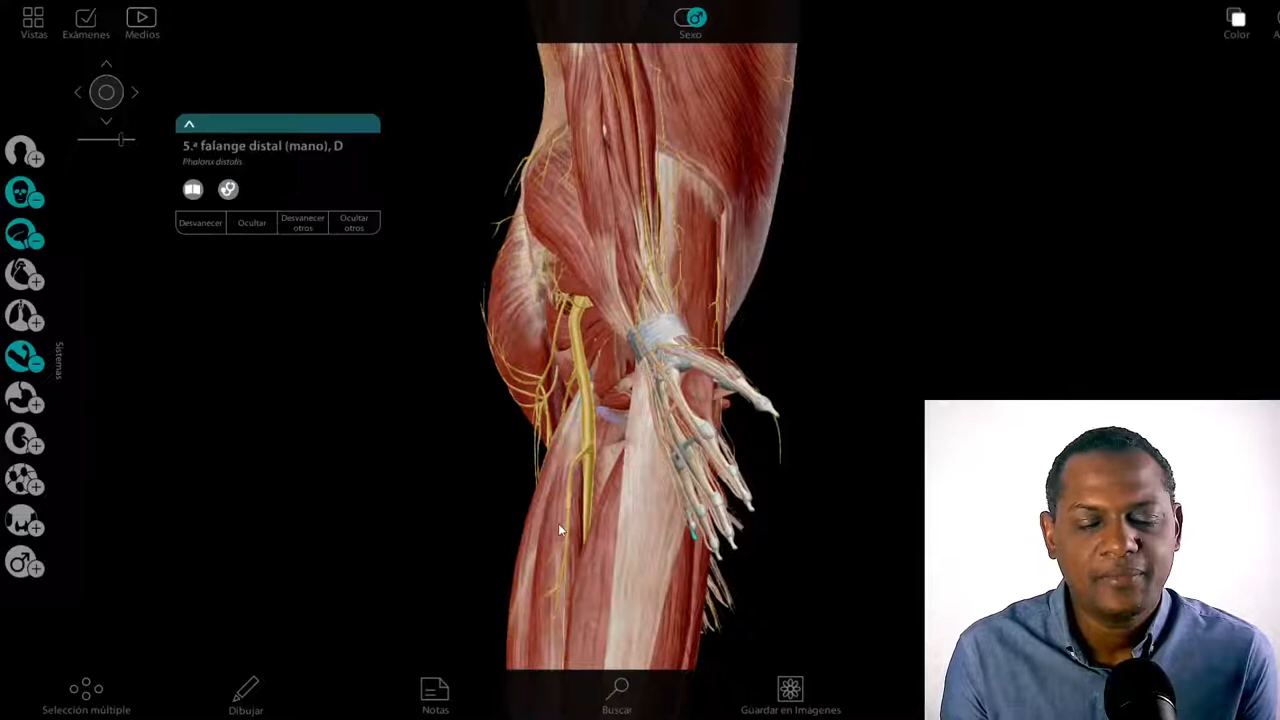 Vistas
Exámenes
Medios
Sexo
Color
5.ª falange distal (mano), D
Phalanx distalis
Desvanecer
Ocultar
Desvanecer
otros
Ocultar
otros
Sistemas
Selección múltiple
Dibujar
Notas
Buscar
Guardar en Imágenes